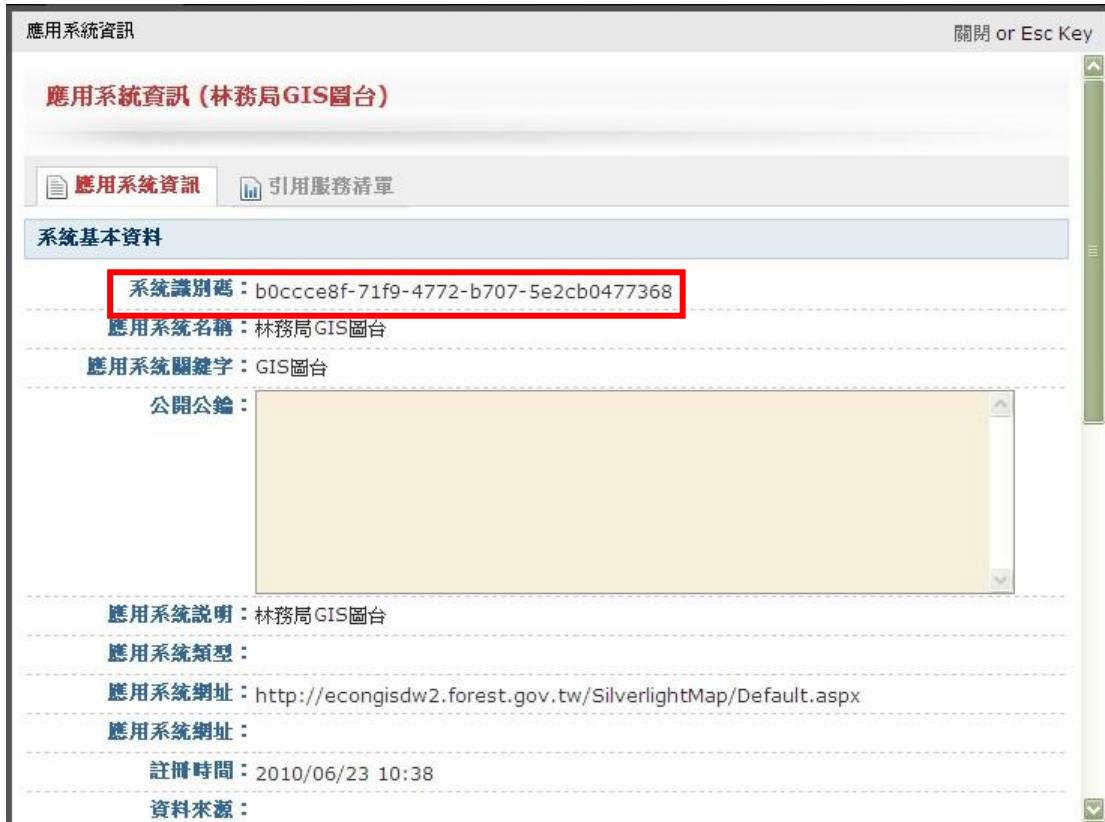 應用系統資訊 關閉 or Esc Key
應用系統資訊 (林務局GIS圖台)
應用系統資訊 引用服務清單
系統基本資料
系統識別碼：b0ccce8f-71f9-4772-b707-5e2cb0477368
應用系統名稱：林務局GIS圖台
應用系統關鍵字：GIS圖台
公開公鑰：
應用系統說明：林務局GIS圖台
應用系統類型：
應用系統網址：http://econgisdw2.forest.gov.tw/SilverlightMap/Default.aspx
應用系統網址：
註冊時間：2010/06/23 10:38
資料來源：